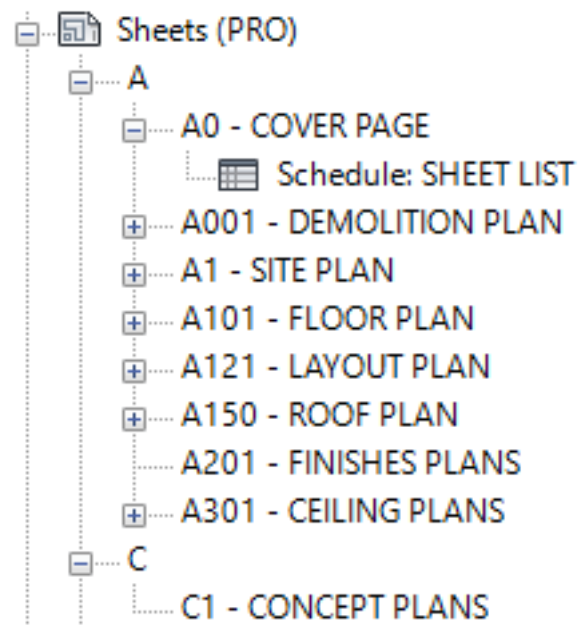 Sheets (PRO)
A
A0 - COVER PAGE
Schedule: SHEET LIST
A001 - DEMOLITION PLAN
A1 - SITE PLAN
A101 - FLOOR PLAN
A121 - LAYOUT PLAN
A150 - ROOF PLAN
A201 - FINISHES PLANS
A301 - CEILING PLANS
C
C1 - CONCEPT PLANS